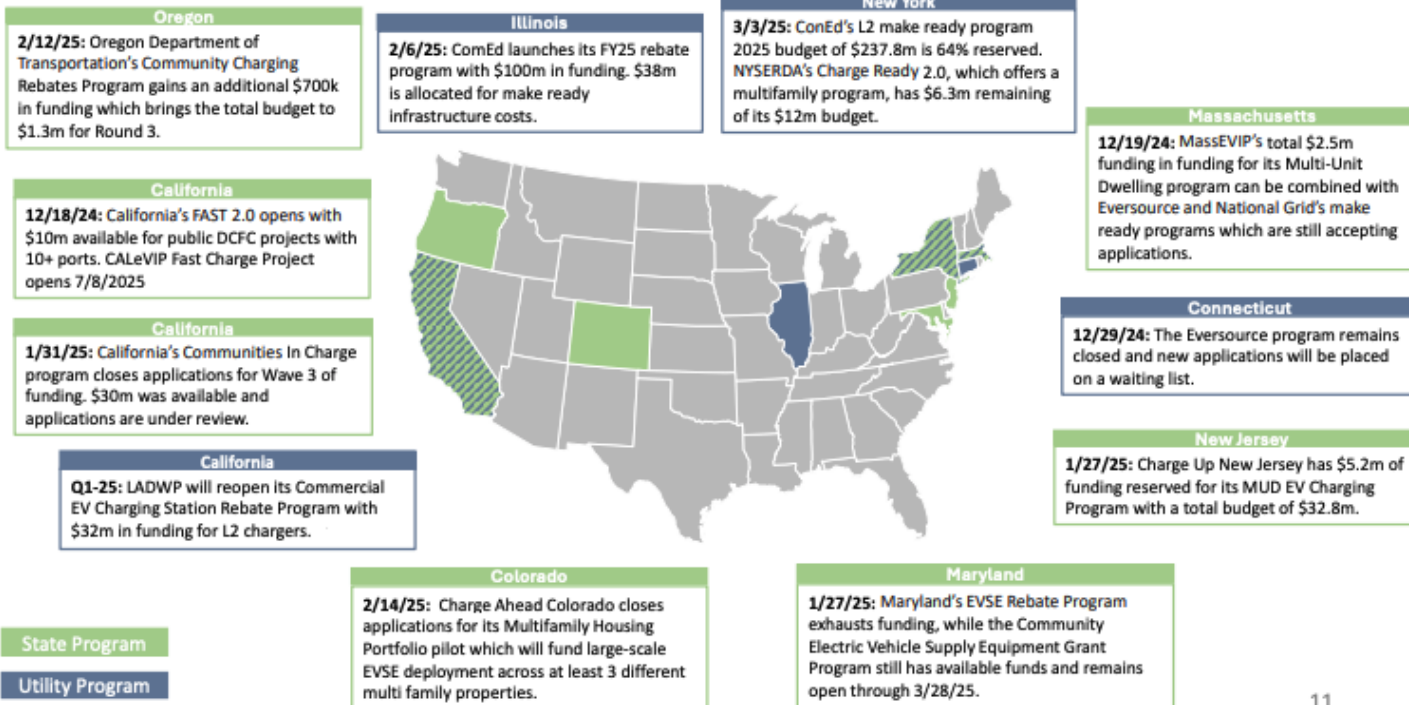 Oregon
2/12/25: Oregon Department of
Transportation's Community Charging
Rebates Program gains an additional $700k
in funding which brings the total budget to
$1.3m for Round 3.
Illinois
2/6/25: ComEd launches its FY25 rebate
program with $100m in funding. $38m
is allocated for make ready
infrastructure costs.
New York
3/3/25: ConEd's L2 make ready program
2025 budget of $237.8m is 64% reserved.
NYSERDA's Charge Ready 2.0, which offers a
multifamily program, has $6.3m remaining
of its $12m budget.
Massachusetts
12/19/24: MassEVIP's total $2.5m
funding in funding for its Multi-Unit
Dwelling program can be combined with
Eversource and National Grid's make
ready programs which are still accepting
applications.
California
12/18/24: California's FAST 2.0 opens with
$10m available for public DCFC projects with
10+ ports. CALeVIP Fast Charge Project
opens 7/8/2025
California
1/31/25: California's Communities In Charge
program closes applications for Wave 3 of
funding. $30m was available and
applications are under review.
Connecticut
12/29/24: The Eversource program remains
closed and new applications will be placed
on a waiting list.
California
Q1-25: LADWP will reopen its Commercial
EV Charging Station Rebate Program with
$32m in funding for L2 chargers.
New Jersey
1/27/25: Charge Up New Jersey has $5.2m of
funding reserved for its MUD EV Charging
Program with a total budget of $32.8m.
Colorado
2/14/25: Charge Ahead Colorado closes
applications for its Multifamily Housing
Portfolio pilot which will fund large-scale
EVSE deployment across at least 3 different
multi family properties.
Maryland
1/27/25: Maryland's EVSE Rebate Program
exhausts funding, while the Community
Electric Vehicle Supply Equipment Grant
Program still has available funds and remains
open through 3/28/25.
State Program
Utility Program
11